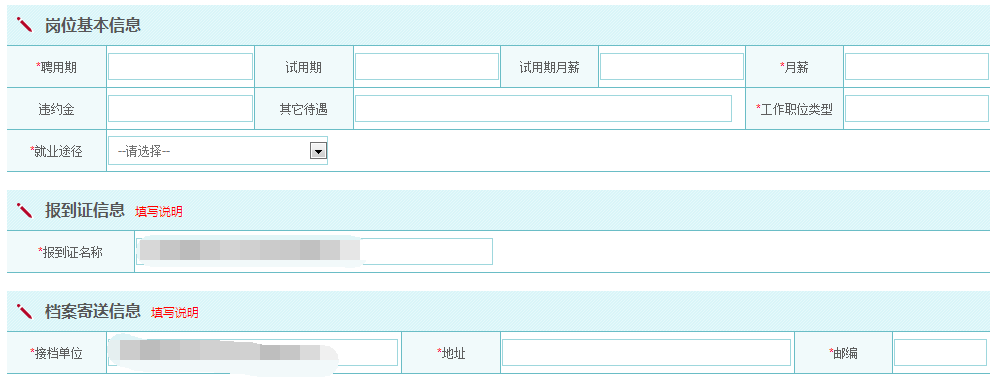 岗位基本信息
*聘用期 试用期 试用期月薪 *月薪
违约金 其它待遇 *工作职位类型
*就业途径 --请选择--
报到证信息 填写说明
*报到证名称
档案寄送信息 填写说明
*接档单位 *地址 *邮编